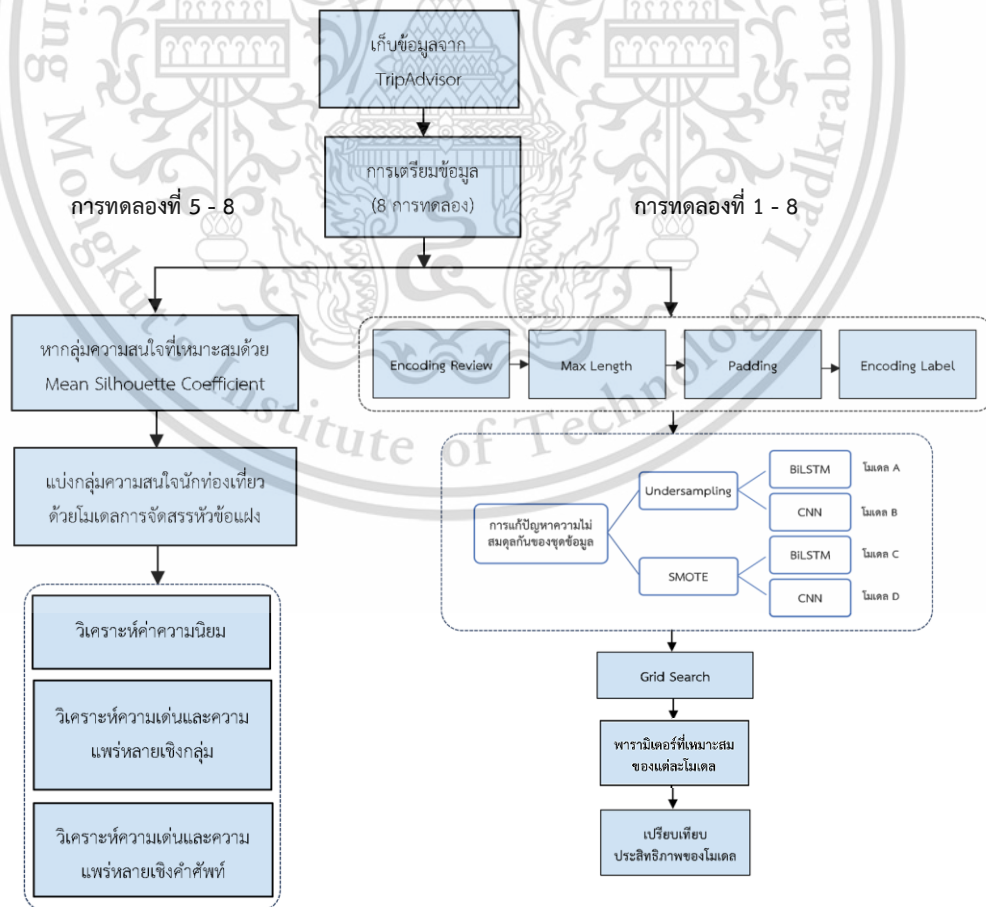 เก็บข้อมูลจาก
TripAdvisor
การเตรียมข้อมูล
(8 การทดลอง)
การทดลองที่ 5 - 8
การทดลองที่ 1 - 8
หากลุ่มความสนใจที่เหมาะสมด้วย
Mean Silhouette Coefficient
แบ่งกลุ่มความสนใจนักท่องเที่ยว
ด้วยโมเดลการจัดสรรหัวข้อแฝง
วิเคราะห์ค่าความนิยม
วิเคราะห์ความเด่นและความ
แพร่หลายเชิงกลุ่ม
วิเคราะห์ความเด่นและความ
แพร่หลายเชิงคำศัพท์
Encoding Review
Max Length
Padding
Encoding Label
การแก้ปัญหาความไม่
สมดุลกันของชุดข้อมูล
Undersampling
BiLSTM
โมเดล A
CNN
โมเดล B
SMOTE
BiLSTM
โมเดล C
CNN
โมเดล D
Grid Search
พารามิเตอร์ที่เหมาะสม
ของแต่ละโมเดล
เปรียบเทียบ
ประสิทธิภาพของโมเดล
Mongkut's Institute of Technology Ladkraban